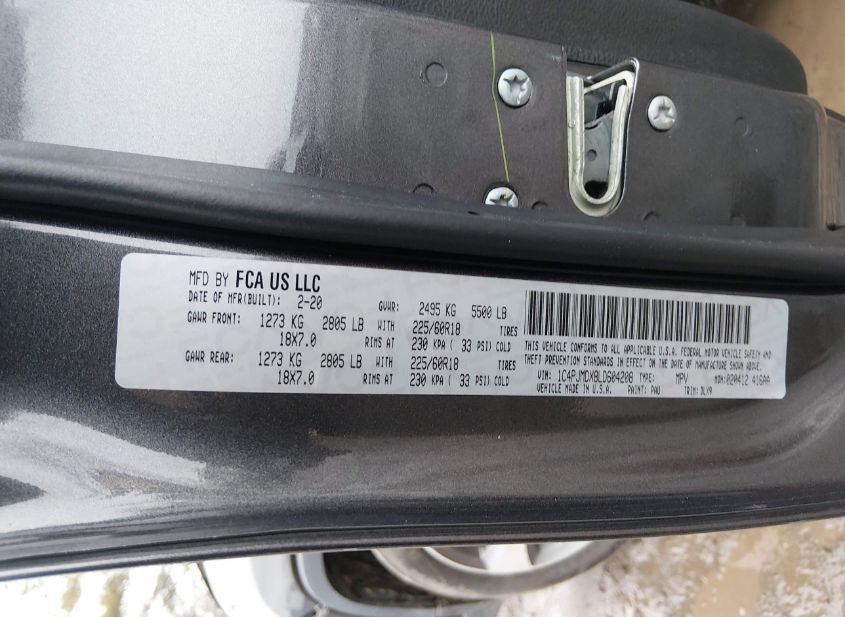 MFD BY FCA US LLC
DATE OF MFR(BUILT): 2-20 GVWR: 2495 KG 5500 LB
GAWR FRONT: 1273 KG 2805 LB WITH 225/60R18 TIRES
18X7.0 RIMS AT 230 KPA ( 33 PSI) COLD
GAWR REAR: 1273 KG 2805 LB WITH 225/60R18 TIRES
18X7.0 RIMS AT 230 KPA ( 33 PSI) COLD
THIS VEHICLE CONFORMS TO ALL APPLICABLE U.S.A. FEDERAL MOTOR VEHICLE SAFETY AND
THEFT PREVENTION STANDARDS IN EFFECT ON THE DATE OF MANUFACTURE SHOWN ABOVE.
VIN: 1C4PJMDX8LD604208 TYPE: MPV MDH: 020412 416AA
VEHICLE MADE IN U.S.A. PAINT: PAU TRIM: DLX9